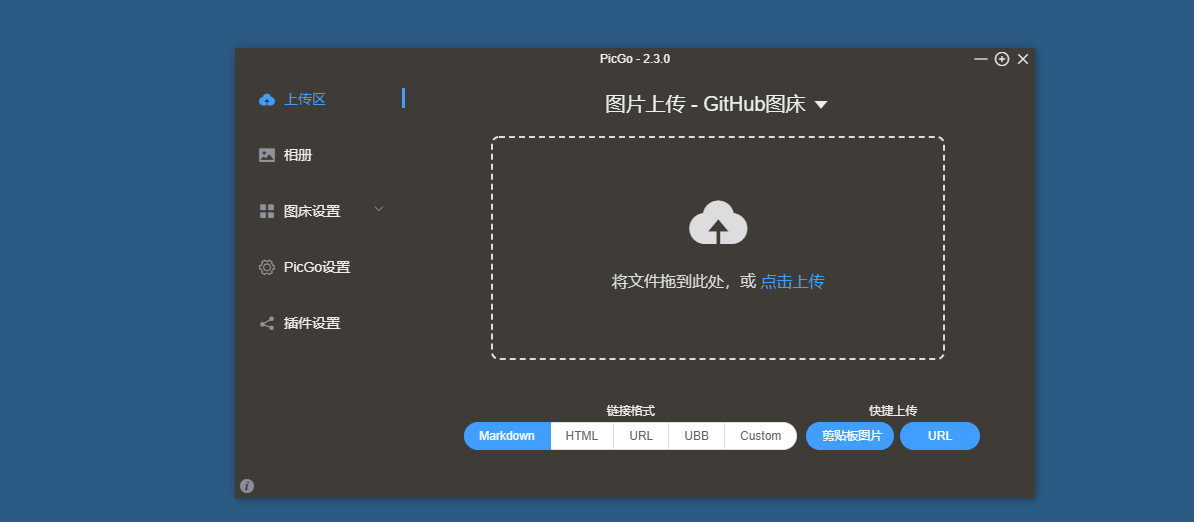 PicGo - 2.3.0
上传区
相册
图床设置
PicGo设置
插件设置
图片上传 - GitHub图床
将文件拖到此处，或 点击上传
链接格式
Markdown HTML URL UBB Custom
快捷上传
剪贴板图片 URL